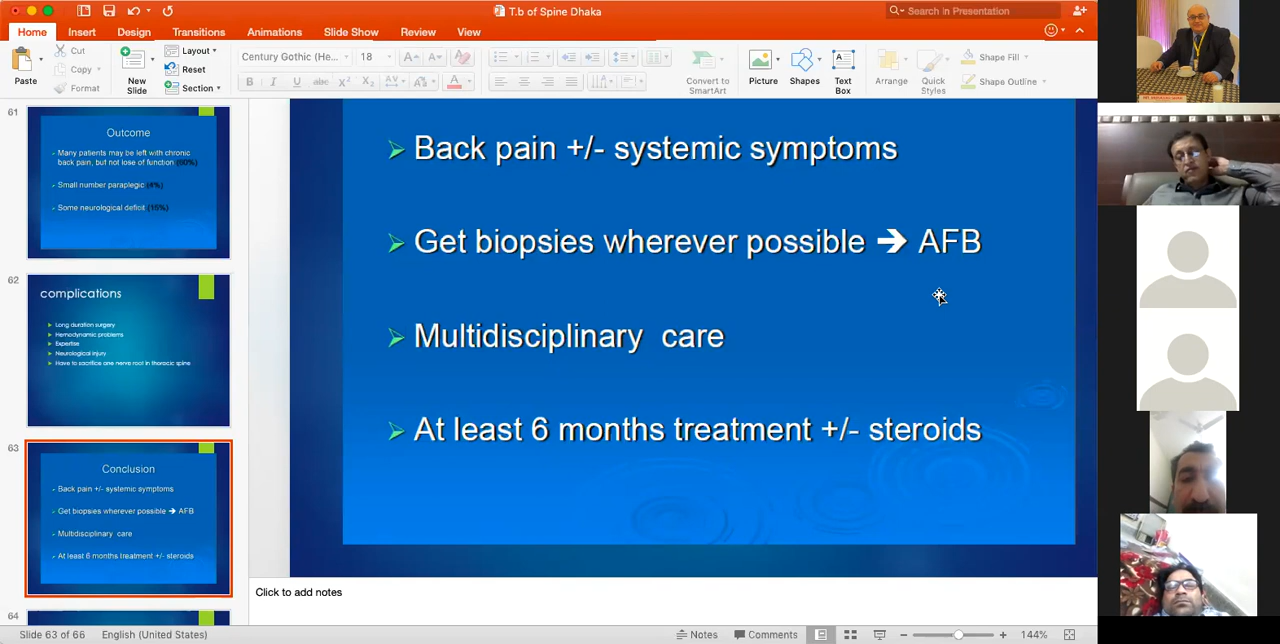 T.b of Spine Dhaka
Search in Presentation
Home Insert Design Transitions Animations Slide Show Review View
Paste
Cut
Copy
Format
New Slide
Layout
Reset
Section
Century Gothic (He... 18
Convert to SmartArt
Picture
Shapes
Text Box
Arrange
Quick Styles
Shape Fill
Shape Outline
61
Outcome
Many patients may be left with chronic
back pain, but not lose of function (90%)
Small number paraplegic (4%)
Some neurological deficit (15%)
62
complications
Long duration surgery
Hemodynamic problems
Expertise
Neurological injury
Have to sacrifice one nerve root in thoracic spine
63
Conclusion
Back pain +/- systemic symptoms
Get biopsies wherever possible ➔ AFB
Multidisciplinary care
At least 6 months treatment +/- steroids
64
Back pain +/- systemic symptoms
Get biopsies wherever possible ➔ AFB
Multidisciplinary care
At least 6 months treatment +/- steroids
Click to add notes
Slide 63 of 66 English (United States) Notes Comments 144%